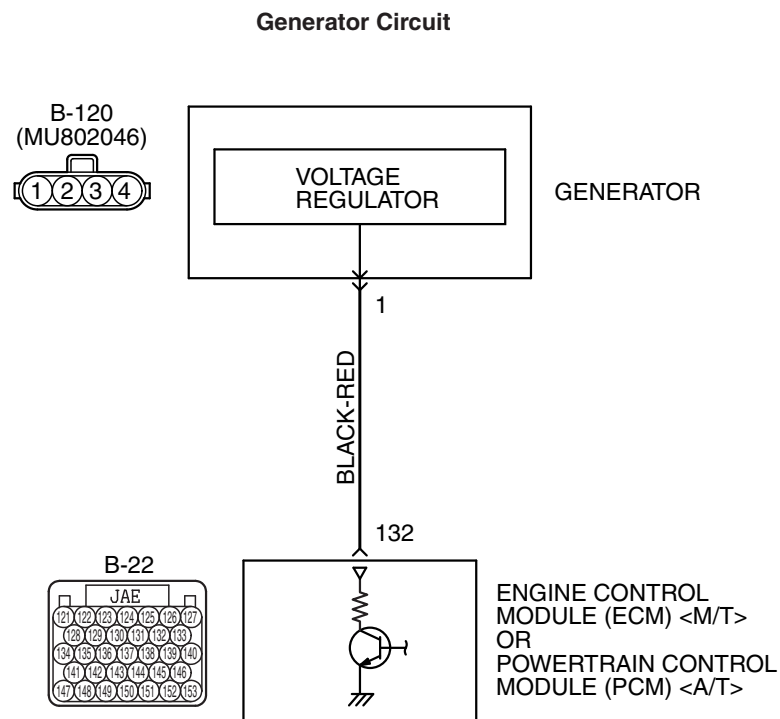 Generator Circuit
B-120
(MU802046)
1 2 3 4
VOLTAGE
REGULATOR
GENERATOR
1
BLACK-RED
132
B-22
JAE
121 122 123 124 125 126 127
128 129 130 131 132 133
134 135 136 137 138 139 140
141 142 143 144 145 146
147 148 149 150 151 152 153
ENGINE CONTROL
MODULE (ECM) <M/T>
OR
POWERTRAIN CONTROL
MODULE (PCM) <A/T>